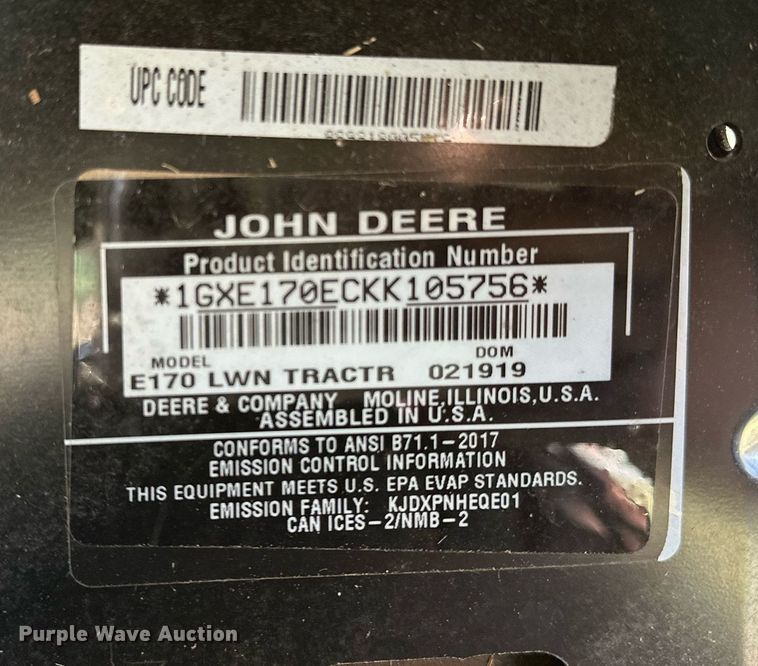 UPC CODE
JOHN DEERE
Product Identification Number
*1GXE170ECKK105756*
MODEL DOM
E170 LWN TRACTR 021919
DEERE & COMPANY MOLINE, ILLINOIS, U.S.A.
ASSEMBLED IN U.S.A.
CONFORMS TO ANSI B71.1-2017
EMISSION CONTROL INFORMATION
THIS EQUIPMENT MEETS U.S. EPA EVAP STANDARDS.
EMISSION FAMILY: KJDXPNHEQE01
CAN ICES-2/NMB-2
Purple Wave Auction